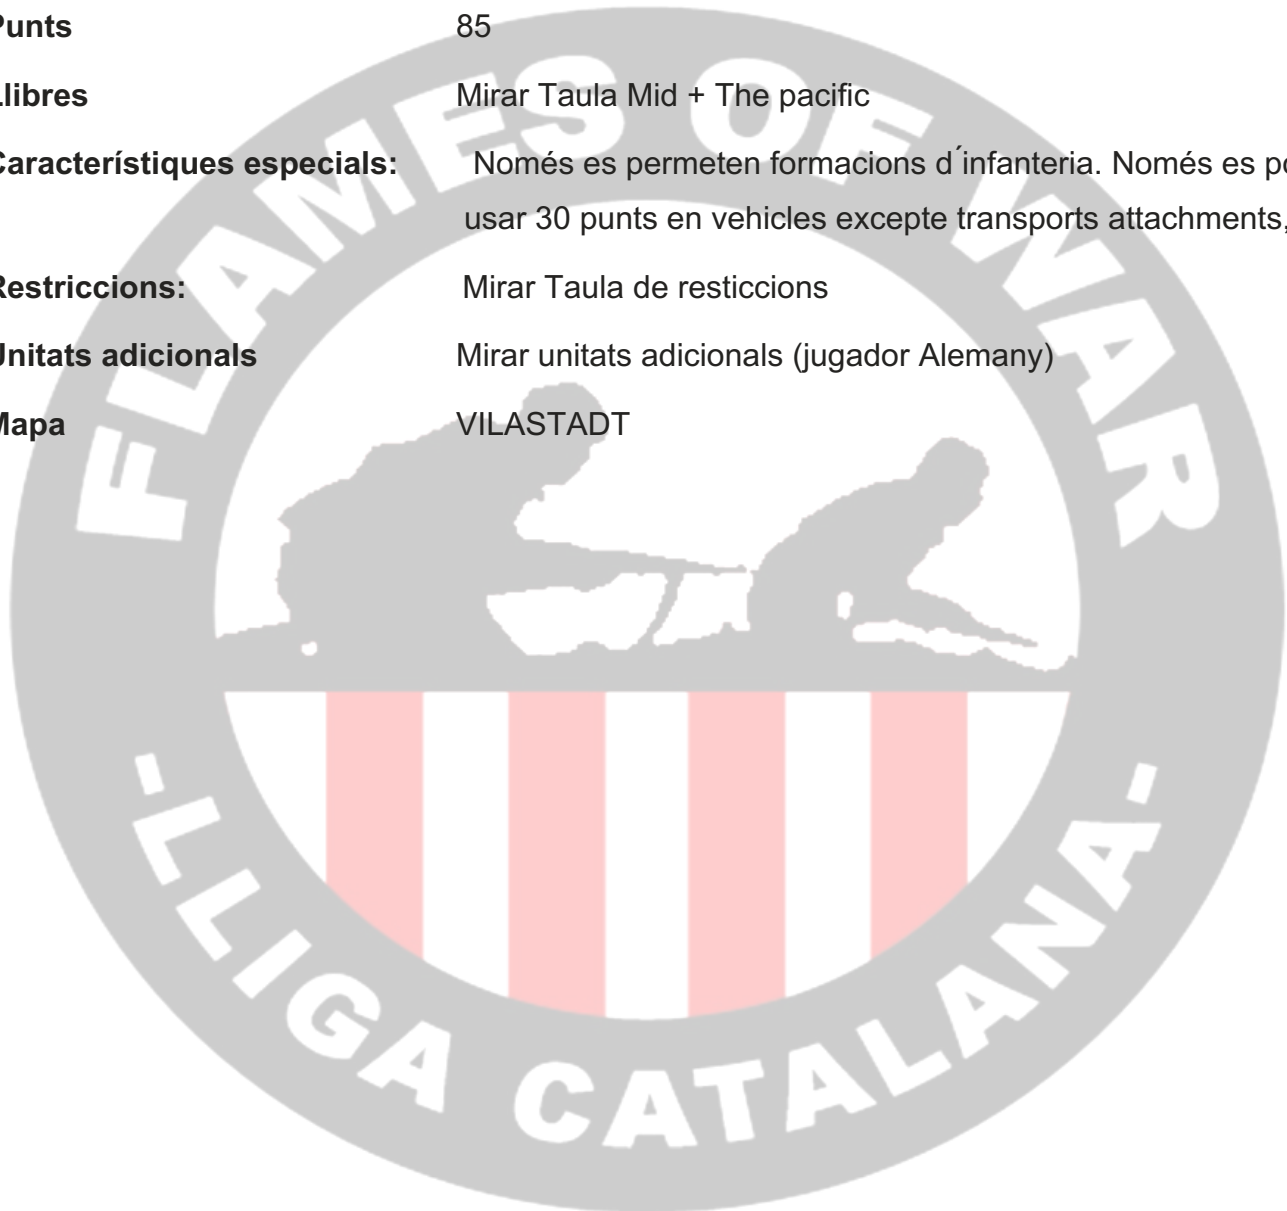 Punts 85
Llibres Mirar Taula Mid + The pacific
Característiques especials: Només es permeten formacions d´infanteria. Només es po
usar 30 punts en vehicles excepte transports attachments,
Restriccions: Mirar Taula de resticcions
Unitats adicionals Mirar unitats adicionals (jugador Alemany)
Mapa VILASTADT
FLAMES OF WAR
-LLIGA CATALANA-